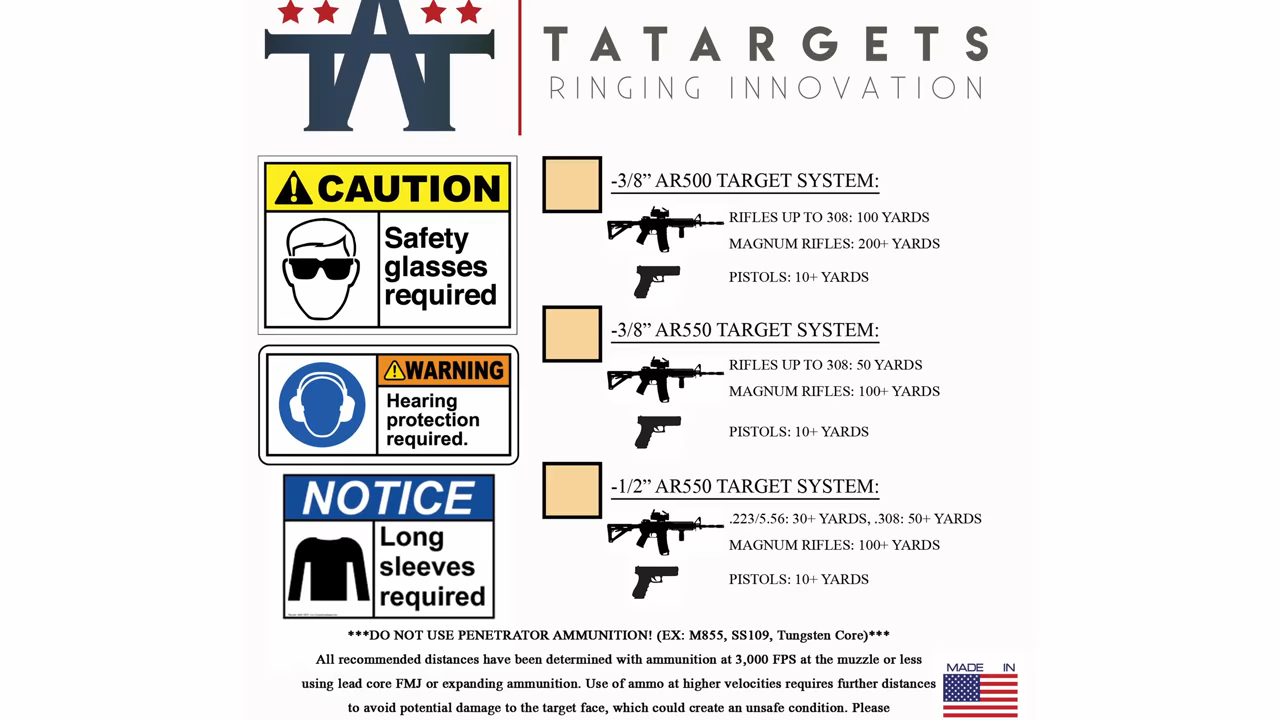 TATARGETS
RINGING INNOVATION
CAUTION
Safety
glasses
required
WARNING
Hearing
protection
required.
NOTICE
Long
sleeves
required
-3/8” AR500 TARGET SYSTEM:
RIFLES UP TO 308: 100 YARDS
MAGNUM RIFLES: 200+ YARDS
PISTOLS: 10+ YARDS
-3/8” AR550 TARGET SYSTEM:
RIFLES UP TO 308: 50 YARDS
MAGNUM RIFLES: 100+ YARDS
PISTOLS: 10+ YARDS
-1/2” AR550 TARGET SYSTEM:
.223/5.56: 30+ YARDS, .308: 50+ YARDS
MAGNUM RIFLES: 100+ YARDS
PISTOLS: 10+ YARDS
***DO NOT USE PENETRATOR AMMUNITION! (EX: M855, SS109, Tungsten Core)***
All recommended distances have been determined with ammunition at 3,000 FPS at the muzzle or less
using lead core FMJ or expanding ammunition. Use of ammo at higher velocities requires further distances
to avoid potential damage to the target face, which could create an unsafe condition. Please
MADE IN